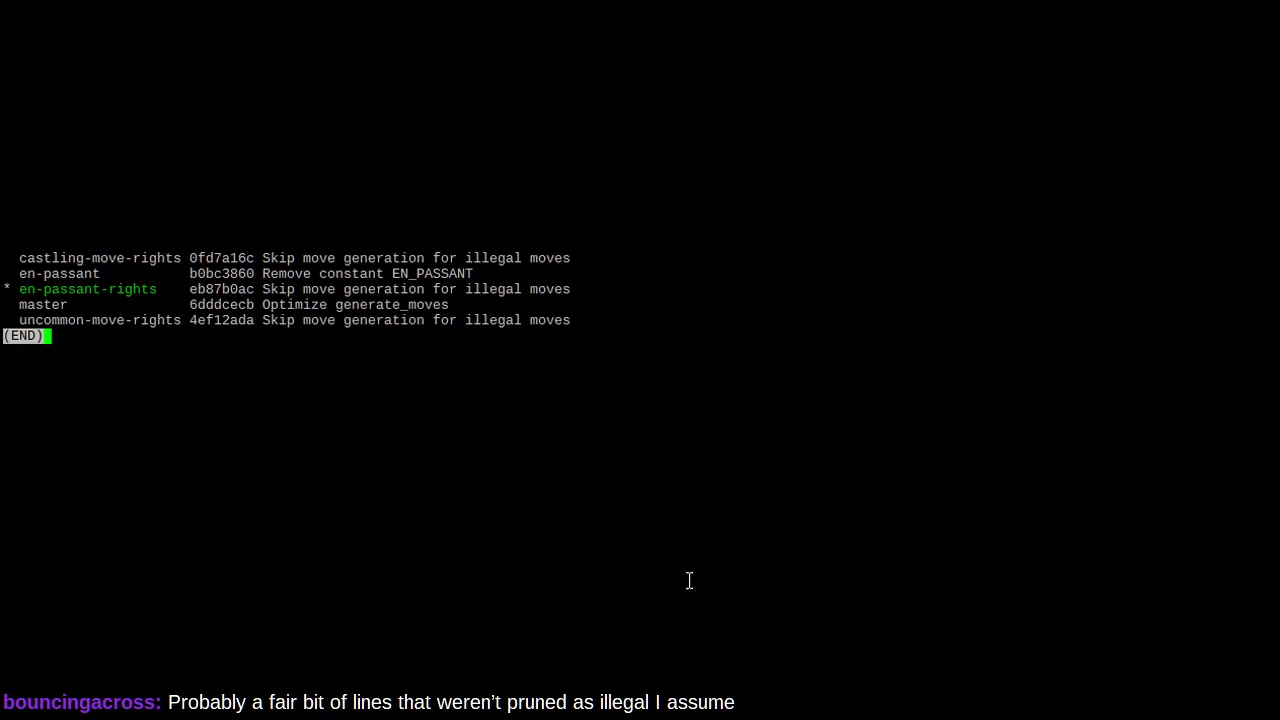 castling-move-rights 0fd7a16c Skip move generation for illegal moves
en-passant b0bc3860 Remove constant EN_PASSANT
* en-passant-rights eb87b0ac Skip move generation for illegal moves
master 6dddcecb Optimize generate_moves
uncommon-move-rights 4ef12ada Skip move generation for illegal moves
(END)
bouncingacross: Probably a fair bit of lines that weren’t pruned as illegal I assume